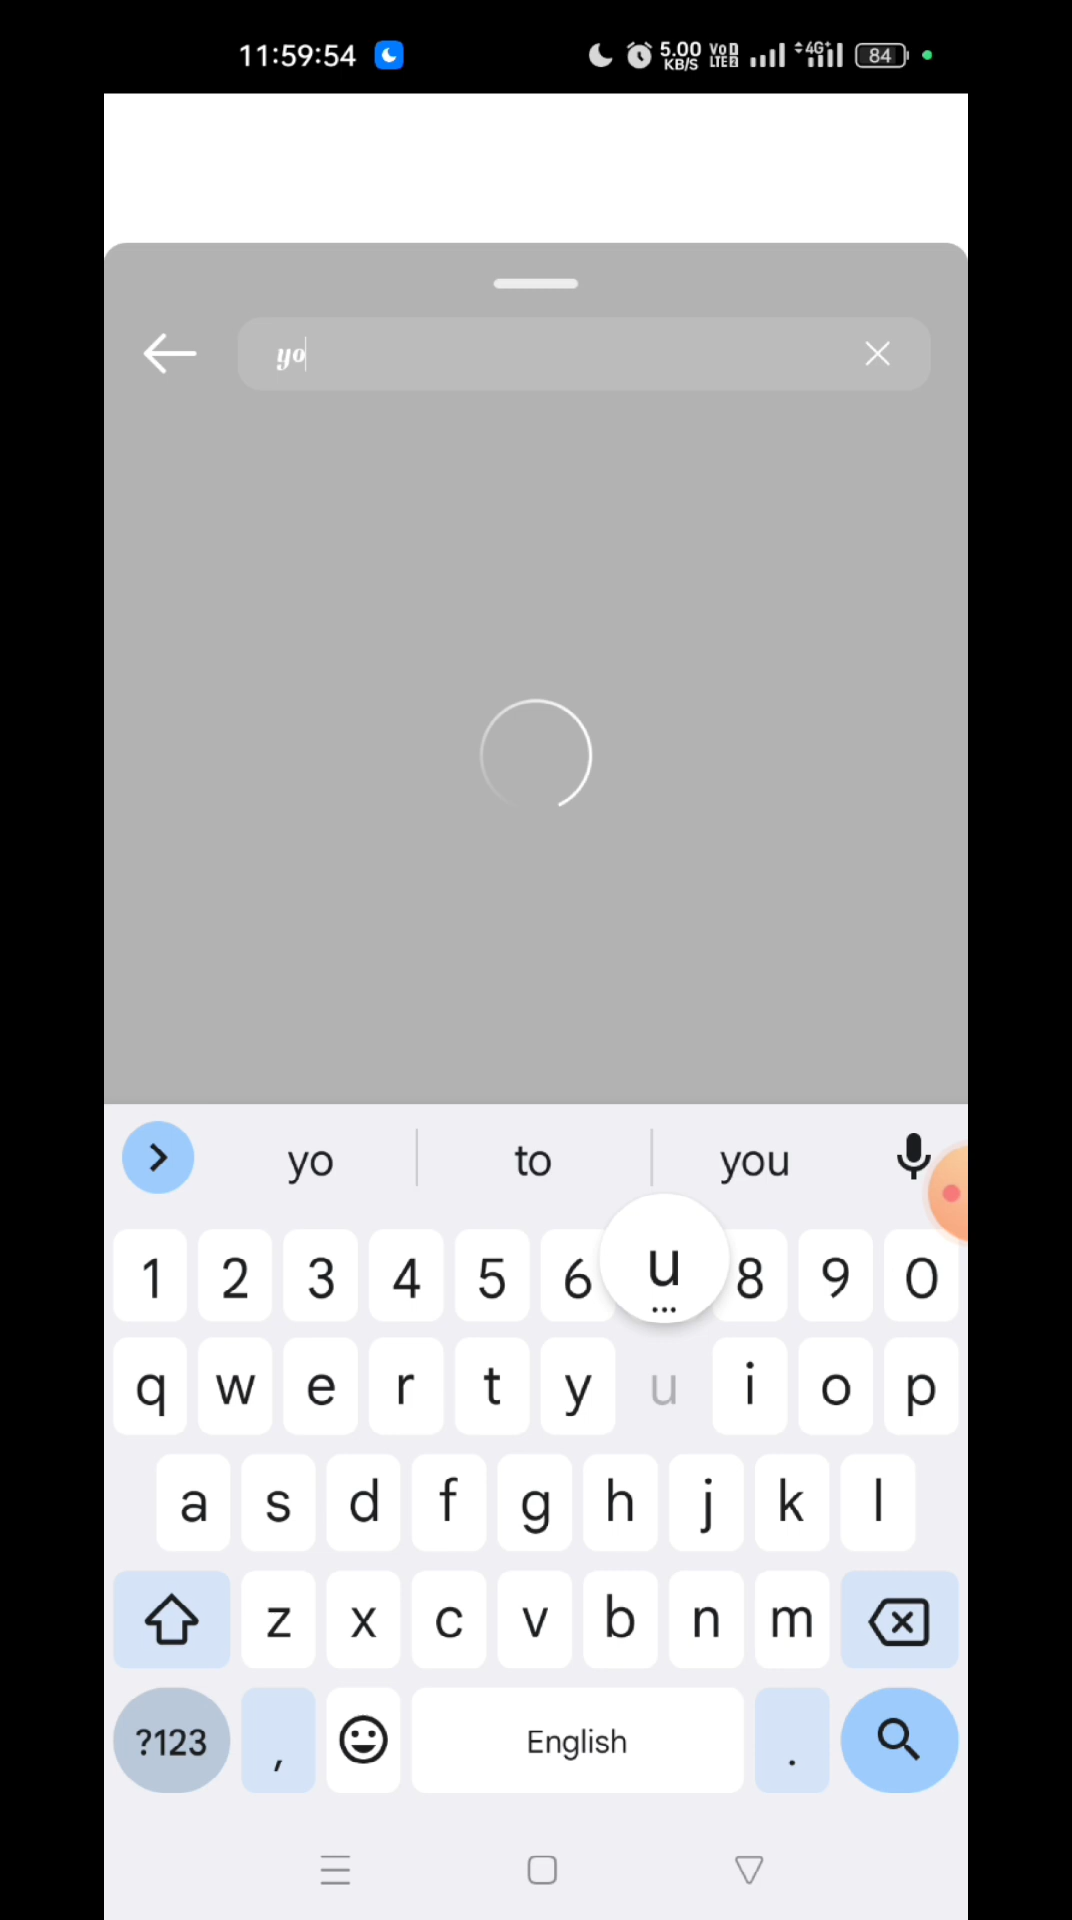 11:59:54 5.00 KB/S Vo LTE 4G+ 84
yo
yo to you
1 2 3 4 5 6 u 8 9 0
q w e r t y u i o p
a s d f g h j k l
z x c v b n m
?123 , English .